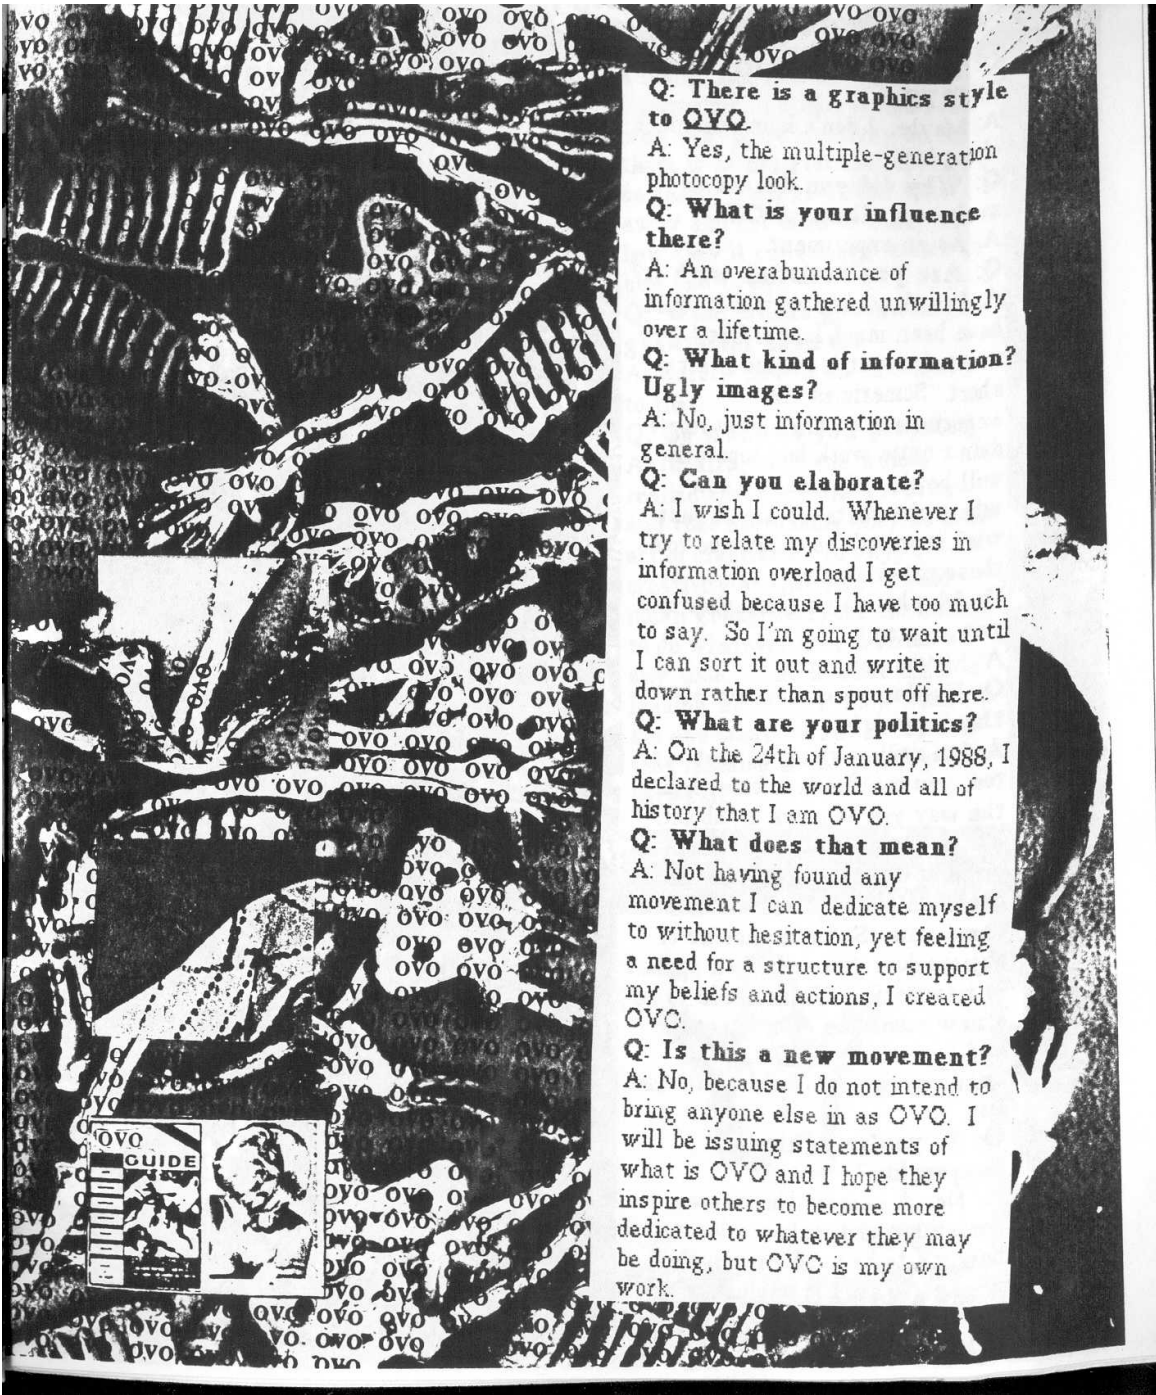 Q: There is a graphics style
to OVO.
A: Yes, the multiple-generation
photocopy look.
Q: What is your influence
there?
A: An overabundance of
information gathered unwillingly
over a lifetime.
Q: What kind of information?
Ugly images?
A: No, just information in
general.
Q: Can you elaborate?
A: I wish I could. Whenever I
try to relate my discoveries in
information overload I get
confused because I have too much
to say. So I'm going to wait until
I can sort it out and write it
down rather than spout off here.
Q: What are your politics?
A: On the 24th of January, 1988, I
declared to the world and all of
history that I am OVO.
Q: What does that mean?
A: Not having found any
movement I can dedicate myself
to without hesitation, yet feeling
a need for a structure to support
my beliefs and actions, I created
OVO.
Q: Is this a new movement?
A: No, because I do not intend to
bring anyone else in as OVO. I
will be issuing statements of
what is OVO and I hope they
inspire others to become more
dedicated to whatever they may
be doing, but OVO is my own
work.
OVO
GUIDE